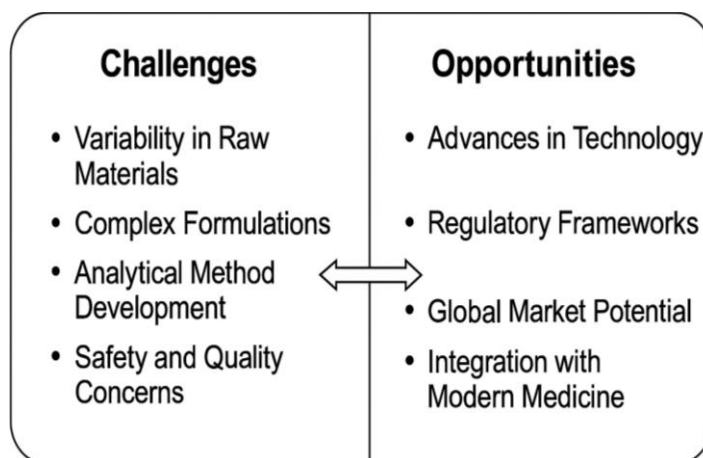 Challenges
• Variability in Raw
Materials
• Complex Formulations
• Analytical Method
Development
• Safety and Quality
Concerns
Opportunities
• Advances in Technology
• Regulatory Frameworks
• Global Market Potential
• Integration with
Modern Medicine